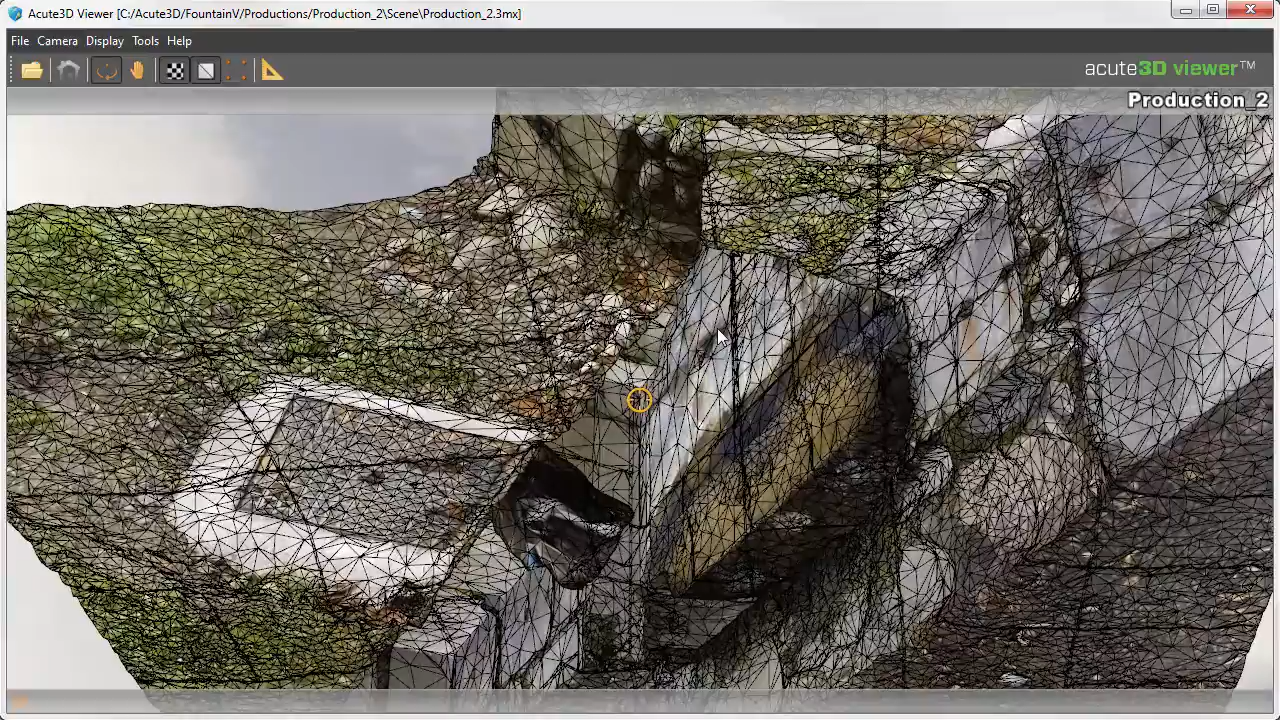 Acute3D Viewer [C:/Acute3D/FountainV/Productions/Production_2\Scene\Production_2.3mx]
File Camera Display Tools Help
acute3D viewer™
Production_2